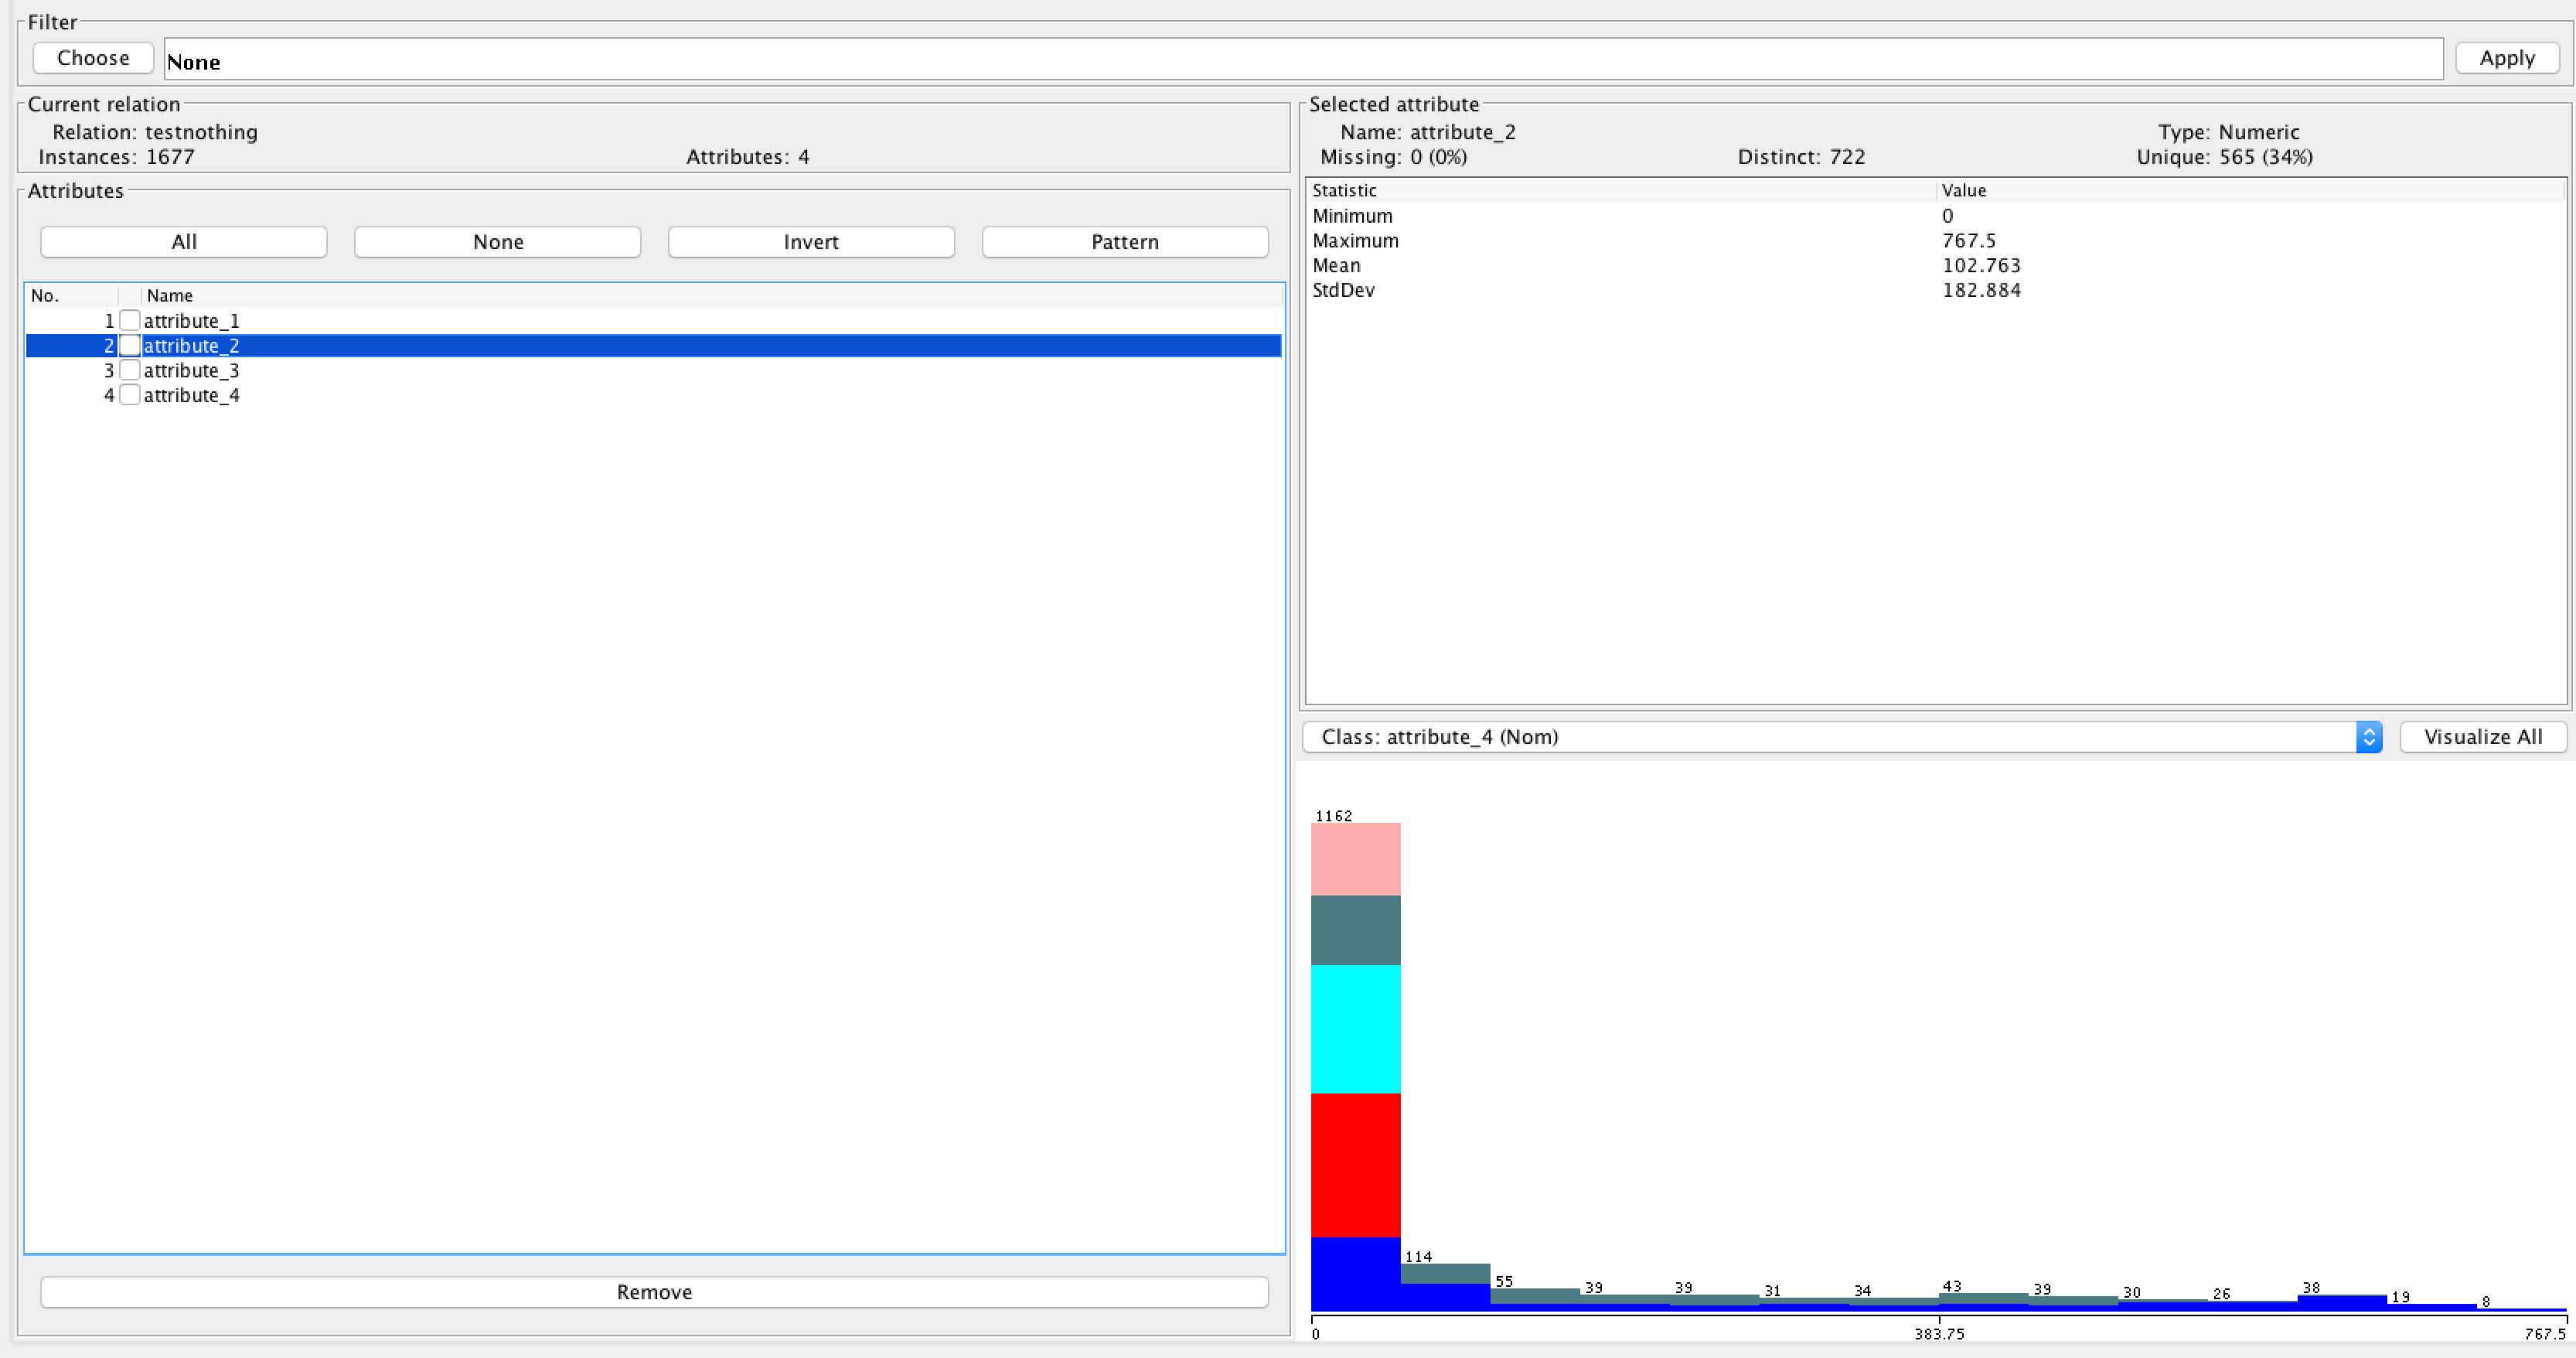 Filter
Choose None Apply
Current relation
Relation: testnothing
Instances: 1677 Attributes: 4
Attributes
All None Invert Pattern
No. Name
1 attribute_1
2 attribute_2
3 attribute_3
4 attribute_4
Remove
Selected attribute
Name: attribute_2 Type: Numeric
Missing: 0 (0%) Distinct: 722 Unique: 565 (34%)
Statistic Value
Minimum 0
Maximum 767.5
Mean 102.763
StdDev 182.884
Class: attribute_4 (Nom) Visualize All
1162
114
55 39 39 31 34 43 39 30 26 38 19 8
0 383.75 767.5